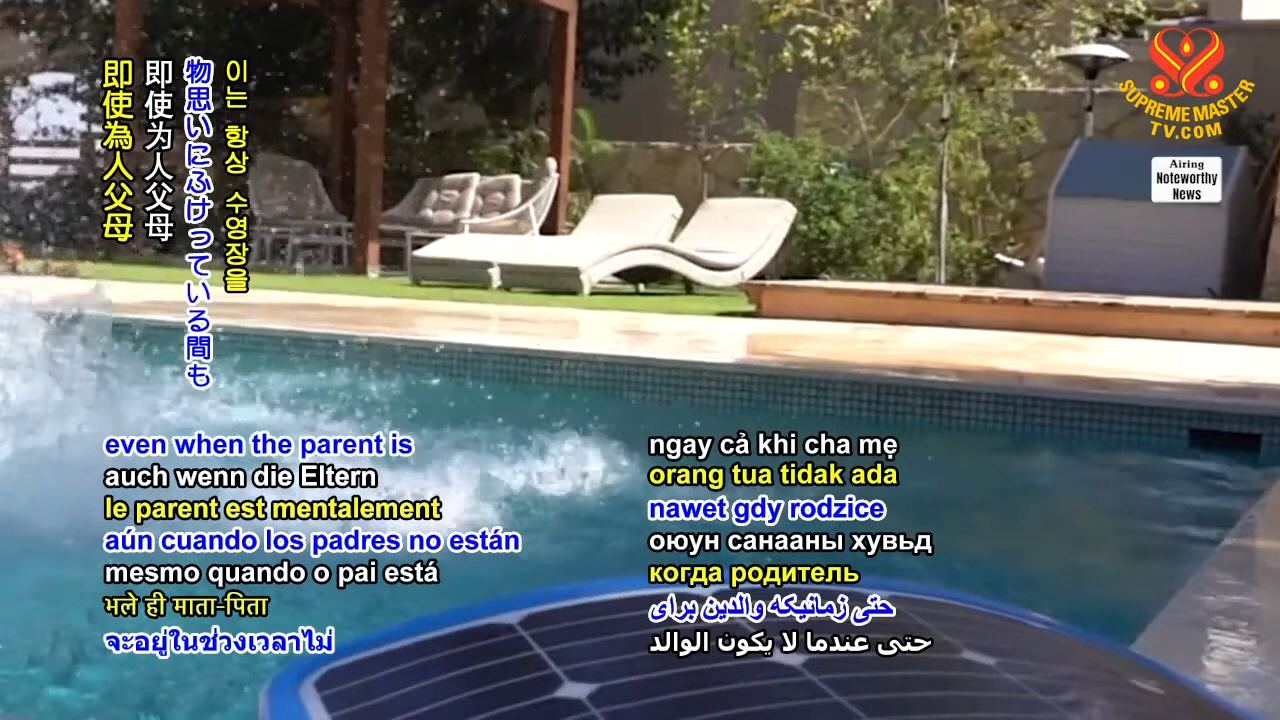 即使為人父母
即使为人父母
物思いにふけっている間も
이는 항상 수영장을
SUPREME MASTER
TV.COM
Airing
Noteworthy
News
even when the parent is
auch wenn die Eltern
le parent est mentalement
aún cuando los padres no están
mesmo quando o pai está
भले ही माता-पिता
จะอยู่ในช่วงเวลาไม่
ngay cả khi cha mẹ
orang tua tidak ada
nawet gdy rodzice
оюун санааны хувьд
когда родитель
حتی زمانیکه والدین برای
حتى عندما لا يكون الوالد